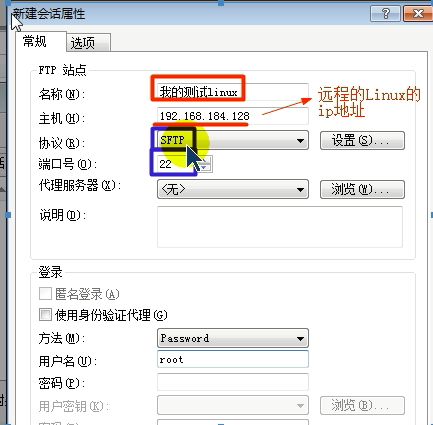 新建会话属性
常规 选项
FTP 站点
名称(N): 我的测试linux
主机(H): 192.168.184.128
远程的Linux的
ip地址
协议(R): SFTP 设置(S)...
端口号(O): 22
代理服务器(X): <无> 浏览(W)...
说明(D):
登录
匿名登录(A)
使用身份验证代理(G)
方法(M): Password
用户名(U): root
密码(P):
用户密钥(K): 浏览(B)...